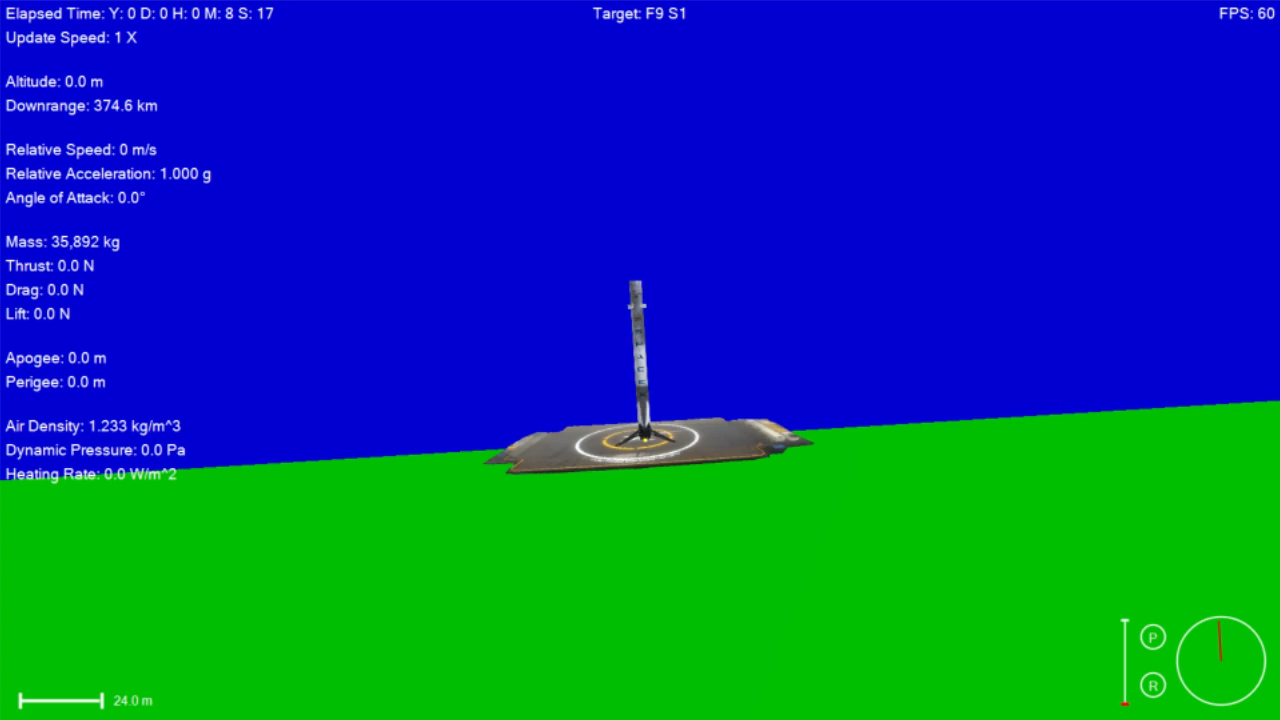 Elapsed Time: Y: 0 D: 0 H: 0 M: 8 S: 17
Target: F9 S1
FPS: 60
Update Speed: 1 X
Altitude: 0.0 m
Downrange: 374.6 km
Relative Speed: 0 m/s
Relative Acceleration: 1.000 g
Angle of Attack: 0.0°
Mass: 35,892 kg
Thrust: 0.0 N
Drag: 0.0 N
Lift: 0.0 N
Apogee: 0.0 m
Perigee: 0.0 m
Air Density: 1.233 kg/m^3
Dynamic Pressure: 0.0 Pa
Heating Rate: 0.0 W/m^2
P
R
24.0 m